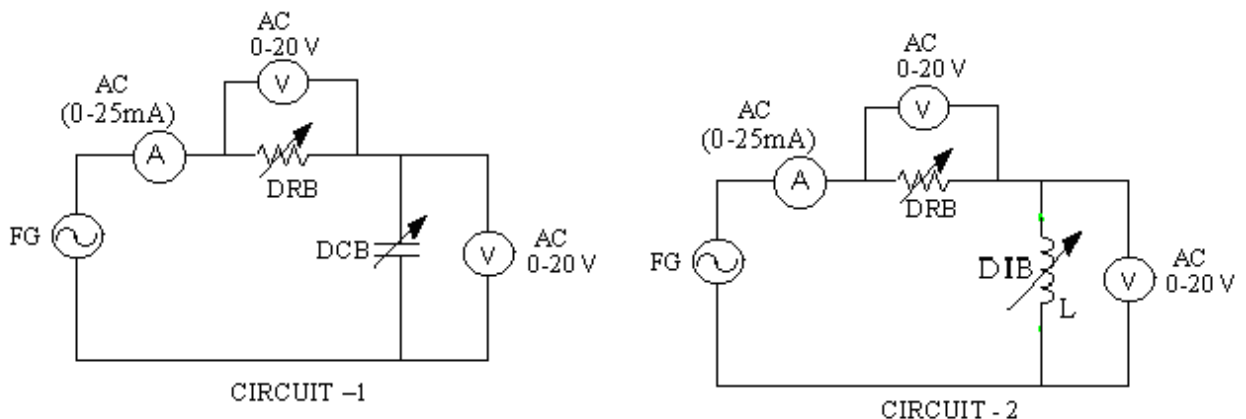 AC
0-20 V
V
AC
(0-25mA)
A
DRB
FG
DCB
V
AC
0-20 V
CIRCUIT –1
AC
0-20 V
V
AC
(0-25mA)
A
DRB
FG
DIB
L
V
AC
0-20 V
CIRCUIT - 2